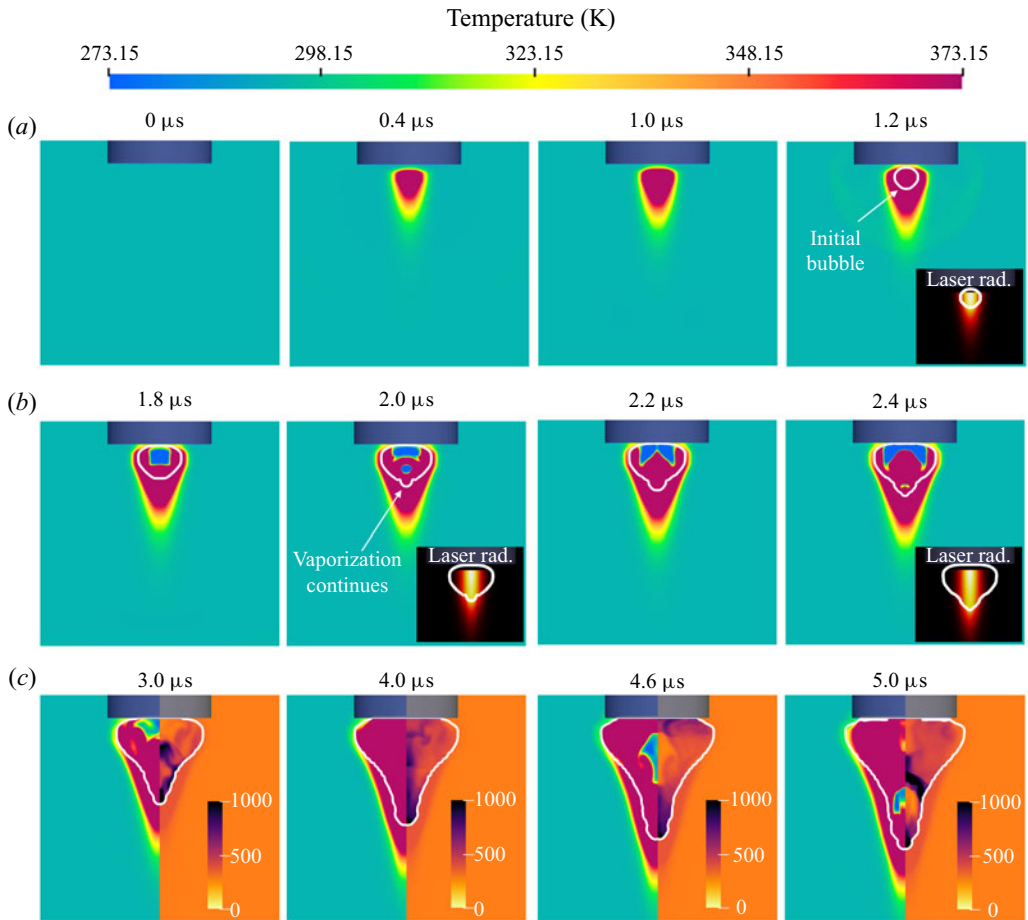 Temperature (K)
273.15 298.15 323.15 348.15 373.15
(a) 0 μs 0.4 μs 1.0 μs 1.2 μs
Initial
bubble
Laser rad.
(b) 1.8 μs 2.0 μs 2.2 μs 2.4 μs
Vaporization
continues
Laser rad.
Laser rad.
(c) 3.0 μs 4.0 μs 4.6 μs 5.0 μs
1000 1000 1000 1000
500 500 500 500
0 0 0 0